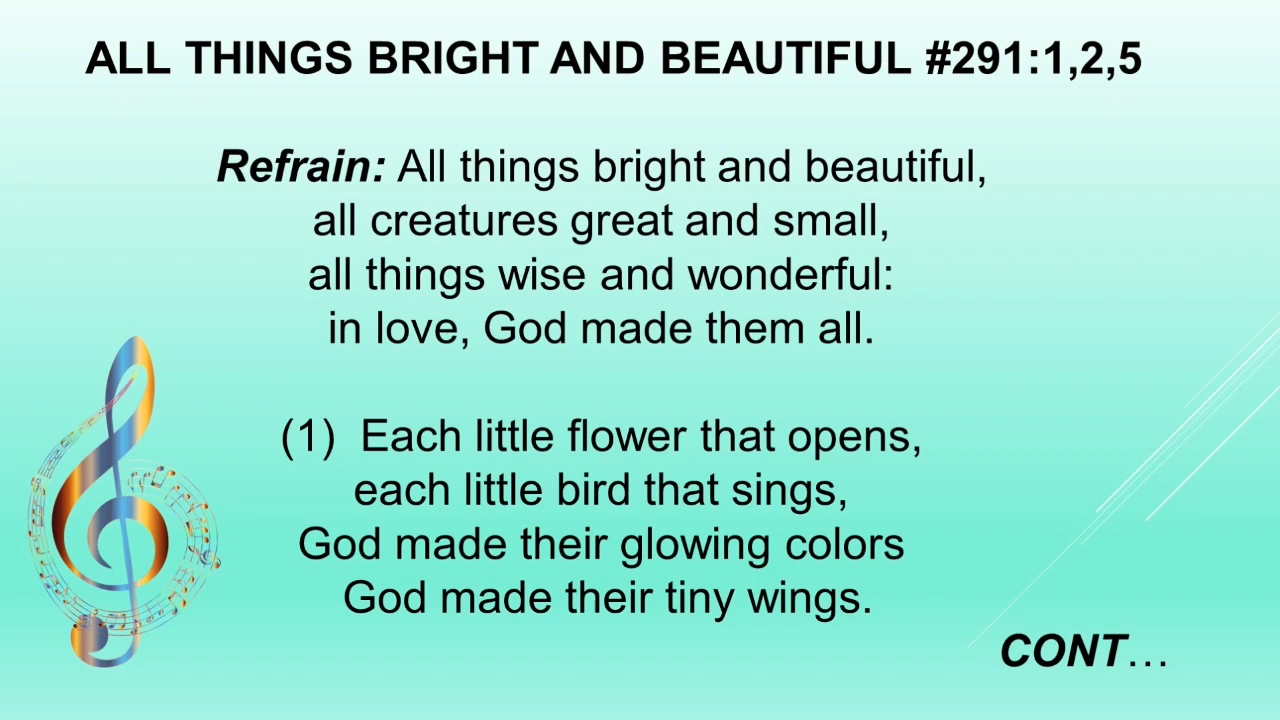 ALL THINGS BRIGHT AND BEAUTIFUL #291:1,2,5
Refrain: All things bright and beautiful,
all creatures great and small,
all things wise and wonderful:
in love, God made them all.
(1)  Each little flower that opens,
each little bird that sings,
God made their glowing colors
God made their tiny wings.
CONT…